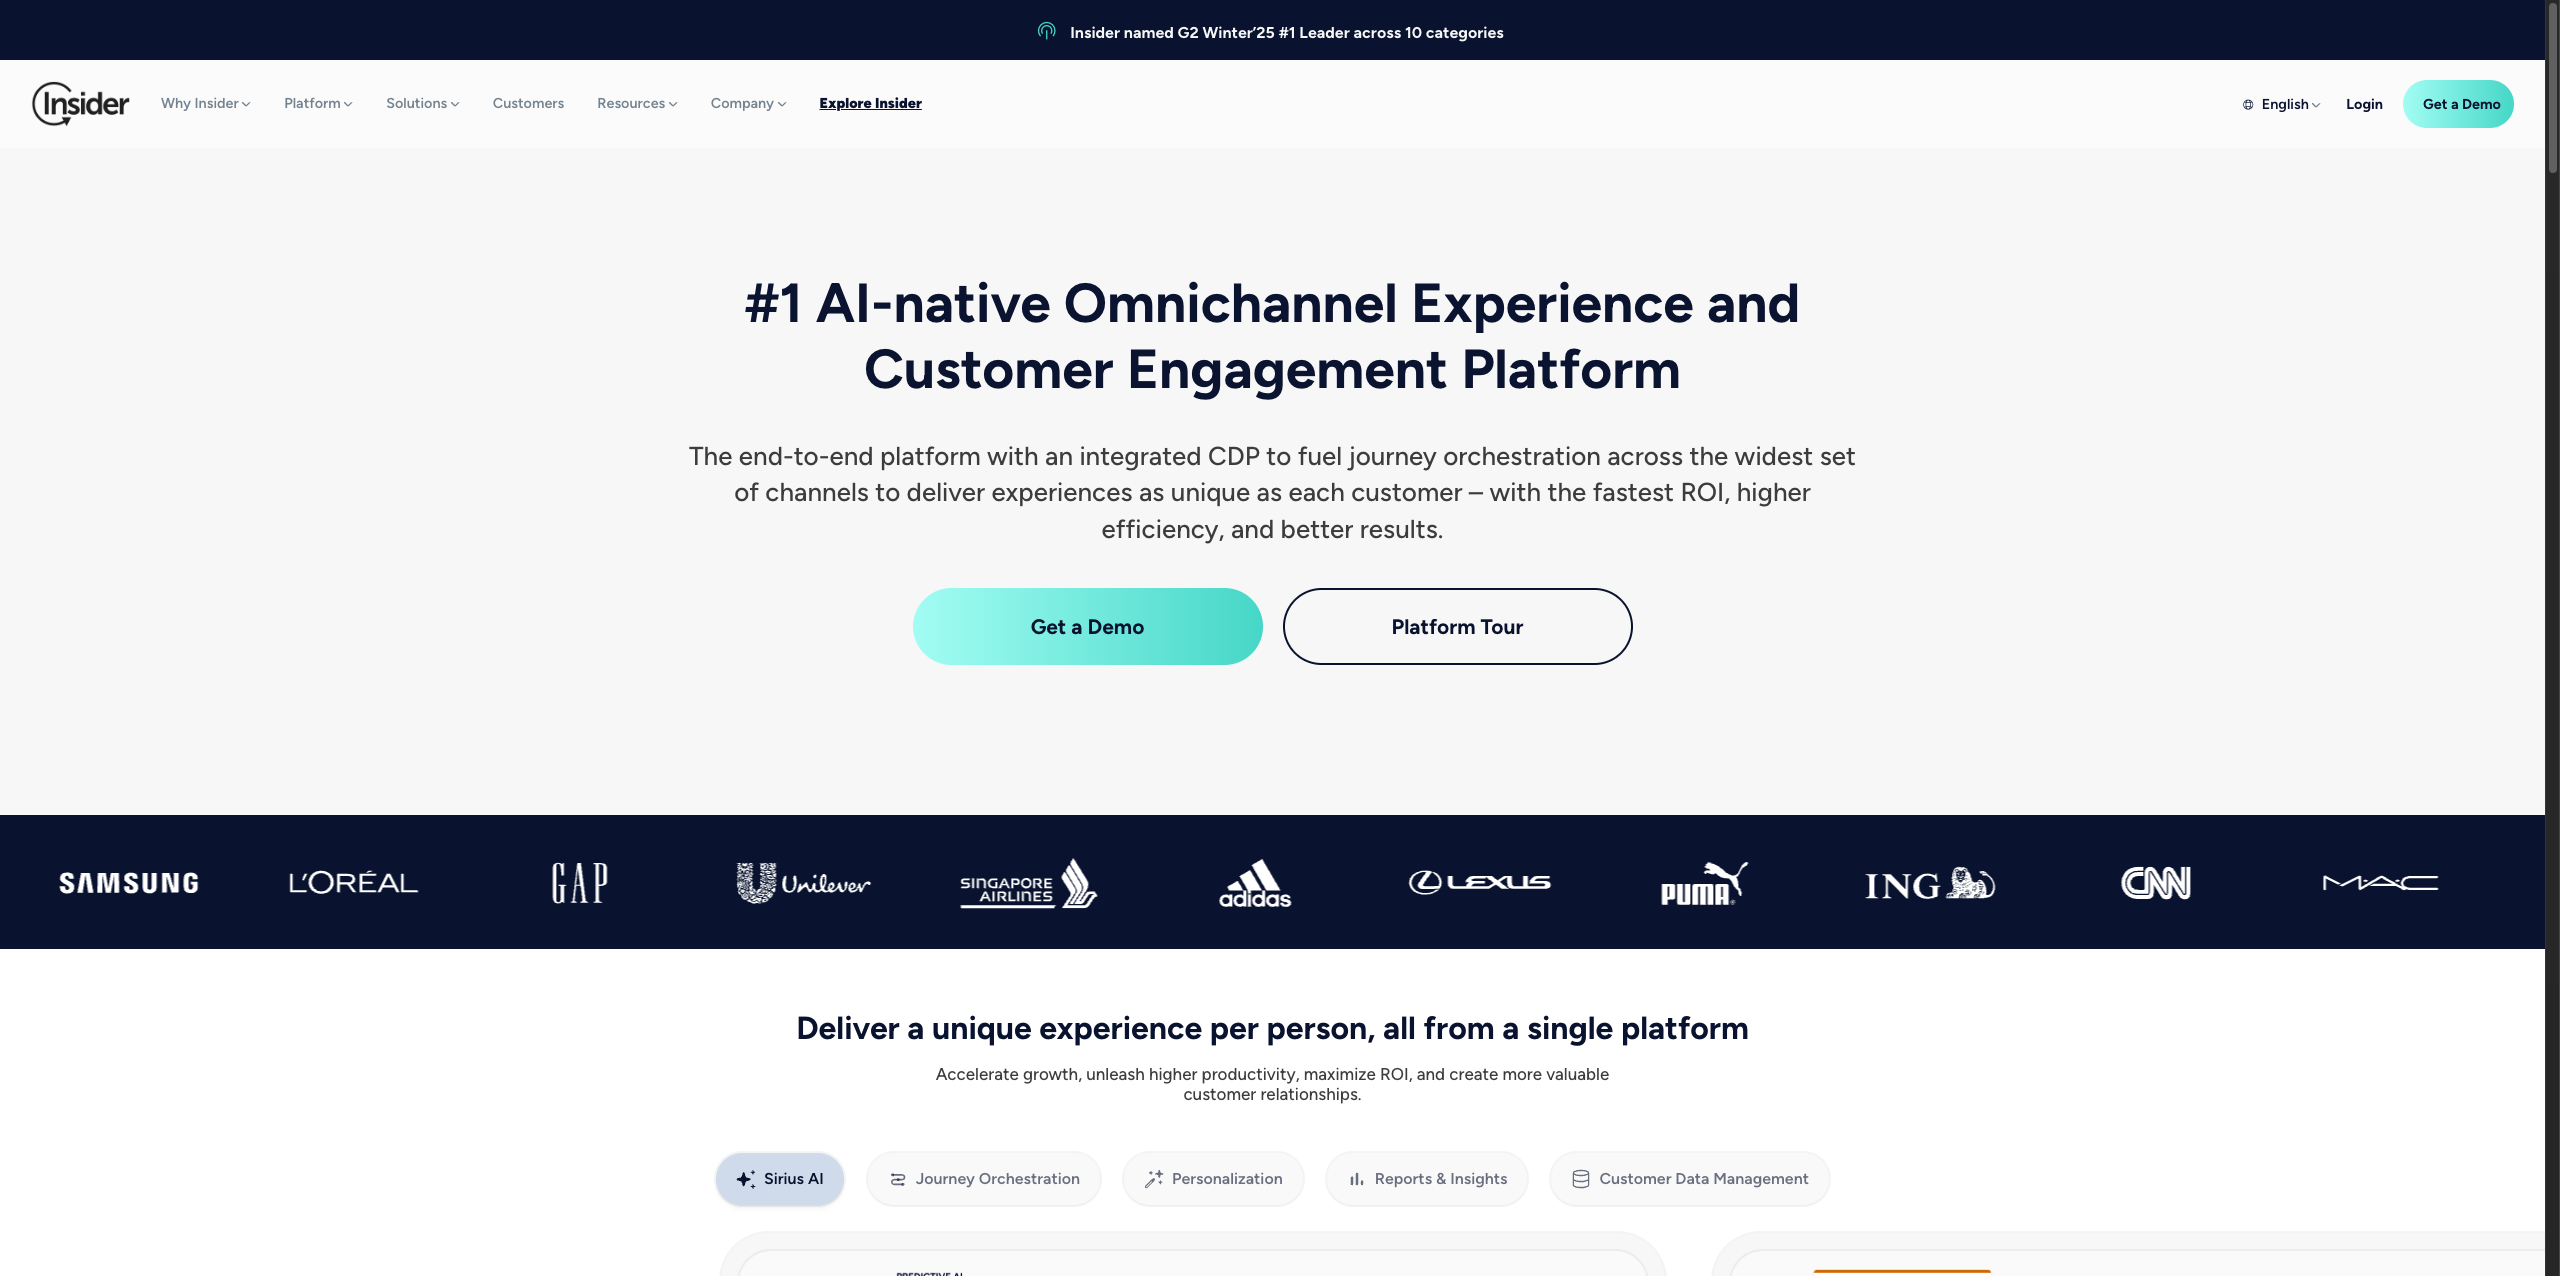 Insider named G2 Winter’25 #1 Leader across 10 categories
Insider
Why Insider
Platform
Solutions
Customers
Resources
Company
Explore Insider
English
Login
Get a Demo
#1 AI-native Omnichannel Experience and
Customer Engagement Platform
The end-to-end platform with an integrated CDP to fuel journey orchestration across the widest set
of channels to deliver experiences as unique as each customer – with the fastest ROI, higher
efficiency, and better results.
Get a Demo
Platform Tour
SAMSUNG
L'ORÉAL
GAP
Unilever
SINGAPORE
AIRLINES
adidas
LEXUS
PUMA
ING
CNN
M·A·C
Deliver a unique experience per person, all from a single platform
Accelerate growth, unleash higher productivity, maximize ROI, and create more valuable
customer relationships.
Sirius AI
Journey Orchestration
Personalization
Reports & Insights
Customer Data Management
PREDICTIVE AI